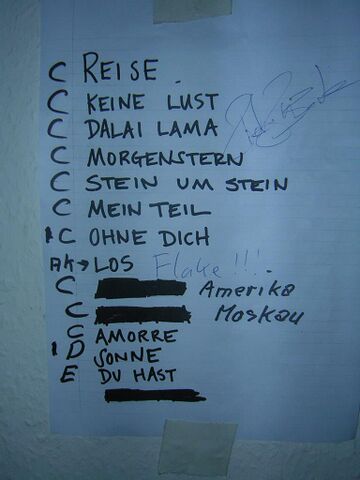 C REISE.
C KEINE LUST
C DALAI LAMA
C MORGENSTERN
C STEIN UM STEIN
C MEIN TEIL
C OHNE DICH
AK→LOS Flake!!!
C Amerika
C Moskau
C AMORRE
D SONNE
E DU HAST